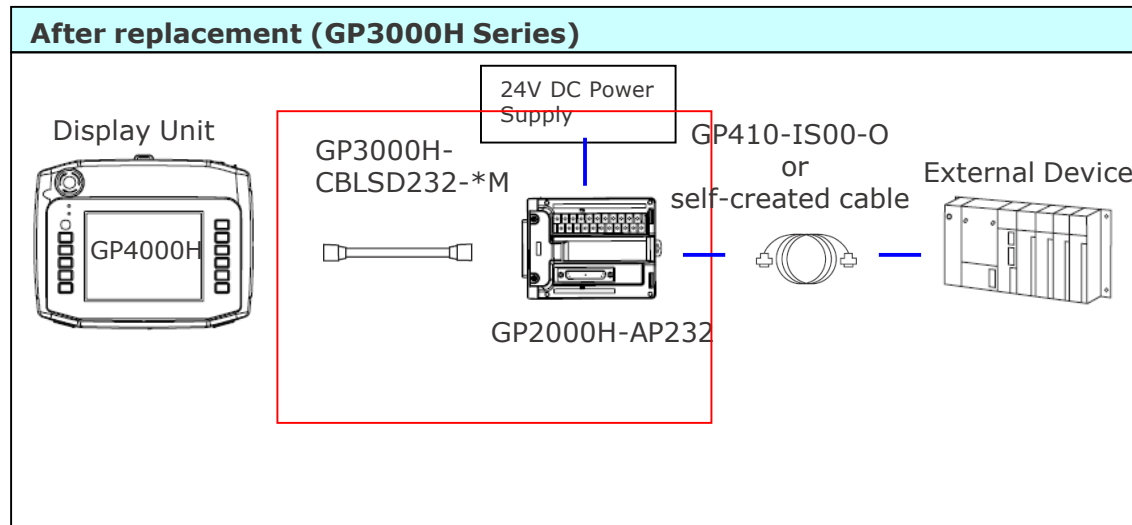 After replacement (GP3000H Series)
24V DC Power
Supply
Display Unit
GP4000H
GP3000H-
CBLSD232-*M
GP2000H-AP232
GP410-IS00-O
or
self-created cable
External Device